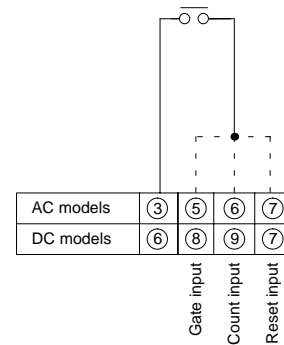 AC models ③ ⑤ ⑥ ⑦
DC models ⑥ ⑧ ⑨ ⑦
Gate input
Count input
Reset input